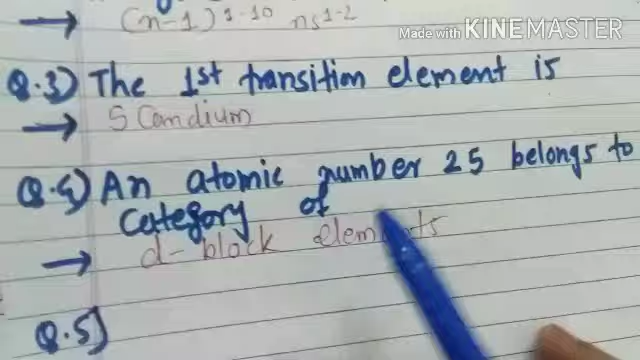 Made with KINEMASTER
→ (n-1) 1-10 ns1-2
Q.3) The 1st transition element is
→ Scandium
Q.4) An atomic number 25 belongs to
category of
→ d-block elements
Q.5)